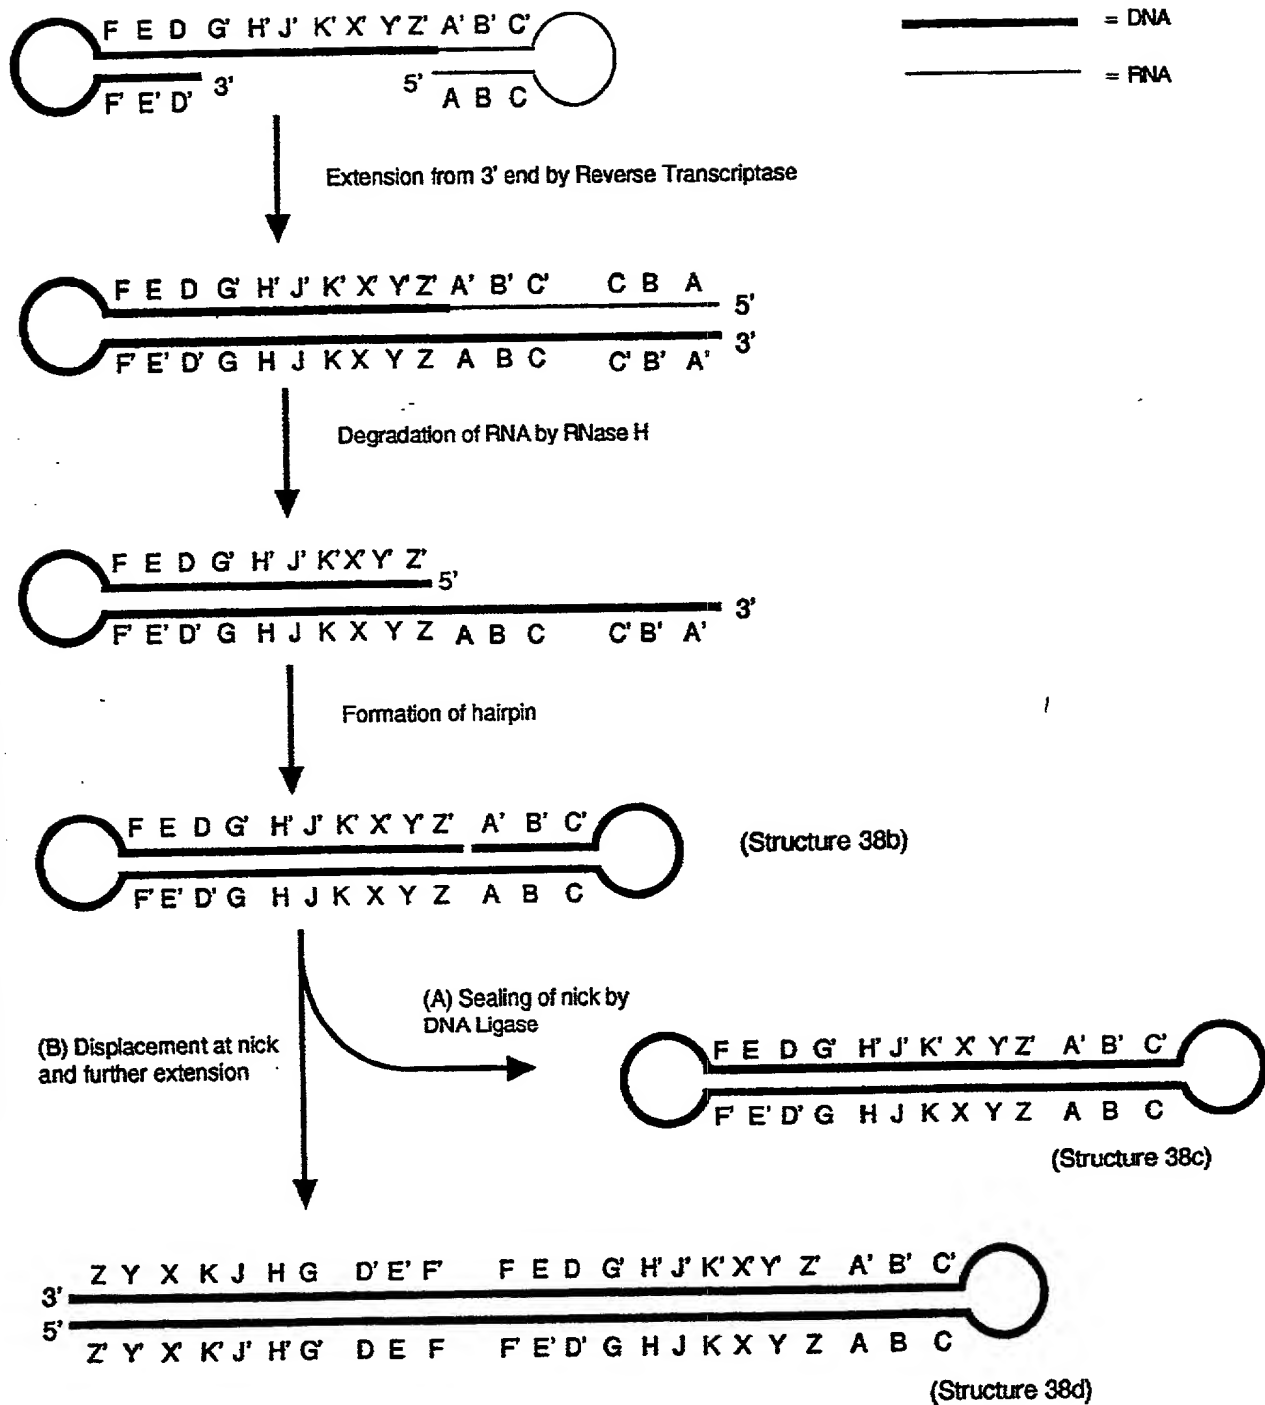 F E D G' H' J' K' X' Y' Z' A' B' C'
= DNA
3'
5'
= RNA
F' E' D'
A B C
Extension from 3' end by Reverse Transcriptase
F E D G' H' J' K' X' Y' Z' A' B' C' C B A
5'
3'
F' E' D' G H J K X Y Z A B C C' B' A'
Degradation of RNA by RNase H
F E D G' H' J' K' X' Y' Z'
5'
3'
F' E' D' G H J K X Y Z A B C C' B' A'
Formation of hairpin
F E D G' H' J' K' X' Y' Z' A' B' C'
(Structure 38b)
F' E' D' G H J K X Y Z A B C
(A) Sealing of nick by
DNA Ligase
(B) Displacement at nick
and further extension
F E D G' H' J' K' X' Y' Z' A' B' C'
F' E' D' G H J K X Y Z A B C
(Structure 38c)
Z Y X K J H G D' E' F' F E D G' H' J' K' X' Y' Z' A' B' C'
3'
5'
Z' Y' X' K' J' H' G' D E F F' E' D' G H J K X Y Z A B C
(Structure 38d)